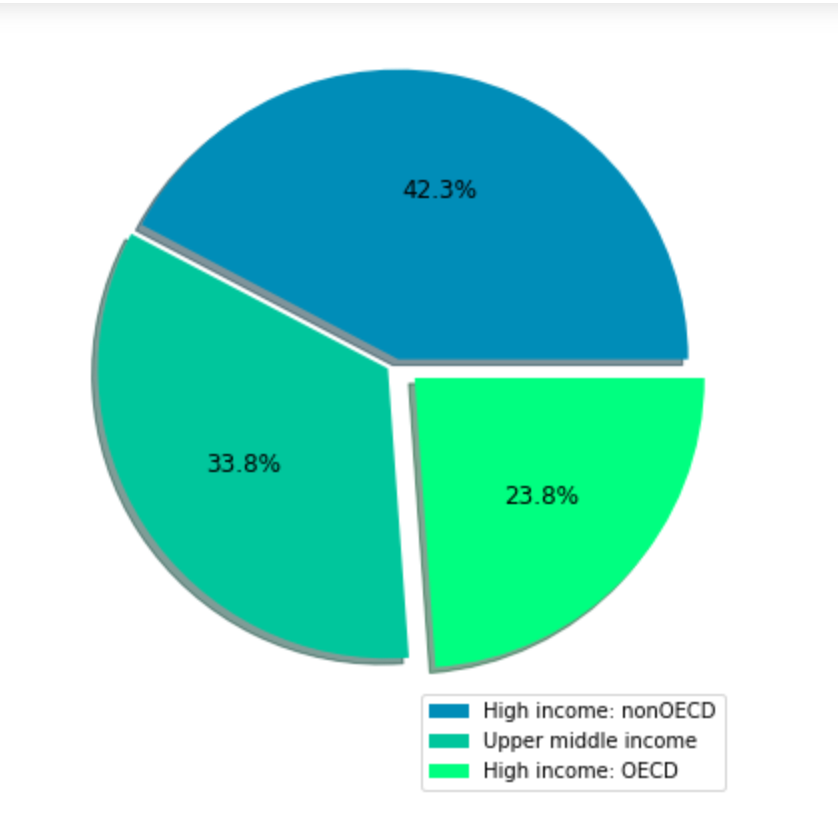 42.3%
33.8%
23.8%
High income: nonOECD
Upper middle income
High income: OECD